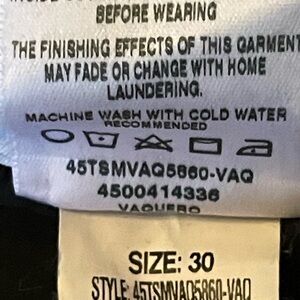 BEFORE WEARING
THE FINISHING EFFECTS OF THIS GARMENT
MAY FADE OR CHANGE WITH HOME
LAUNDERING.
MACHINE WASH WITH COLD WATER
RECOMMENDED
45TSMVAQ5860-VAQ
4500414336
VAQUERO
SIZE: 30
STYLE: 45TSMNAQ5860-VAQ